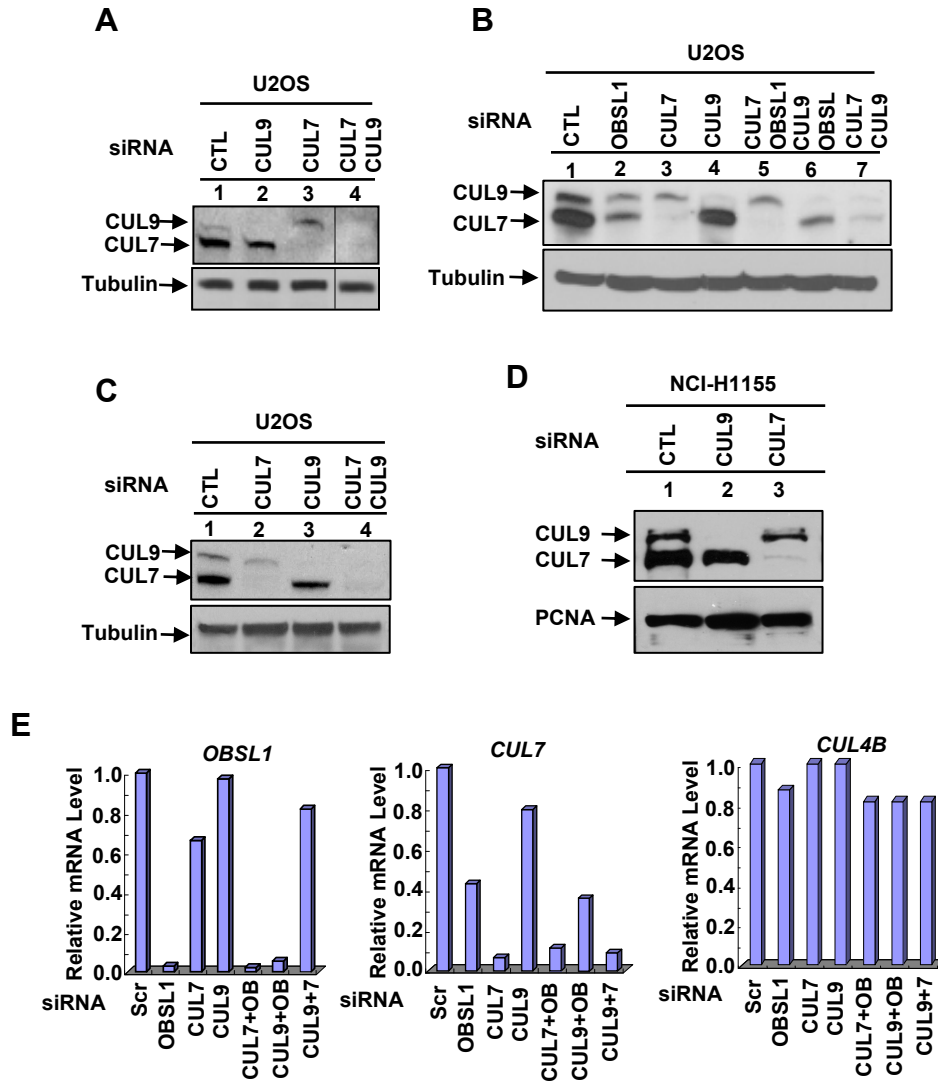 A
U2OS
siRNA
CTL
CUL9
CUL7
CUL7
CUL9
1 2 3 4
CUL9
CUL7
Tubulin
B
U2OS
siRNA
CTL
OBSL1
CUL7
CUL9
CUL7
OBSL1
CUL9
OBSL
CUL7
CUL9
1 2 3 4 5 6 7
CUL9
CUL7
Tubulin
C
U2OS
siRNA
CTL
CUL7
CUL9
CUL7
CUL9
1 2 3 4
CUL9
CUL7
Tubulin
D
NCI-H1155
siRNA
CTL
CUL9
CUL7
1 2 3
CUL9
CUL7
PCNA
E
OBSL1
Relative mRNA Level
1.0
0.8
0.6
0.4
0.2
0.0
siRNA
Scr
OBSL1
CUL7
CUL9
CUL7+OB
CUL9+OB
CUL9+7
CUL7
Relative mRNA Level
1.0
0.8
0.6
0.4
0.2
0.0
siRNA
Scr
OBSL1
CUL7
CUL9
CUL7+OB
CUL9+OB
CUL9+7
CUL4B
Relative mRNA Level
1.0
0.8
0.6
0.4
0.2
0.0
siRNA
Scr
OBSL1
CUL7
CUL9
CUL7+OB
CUL9+OB
CUL9+7